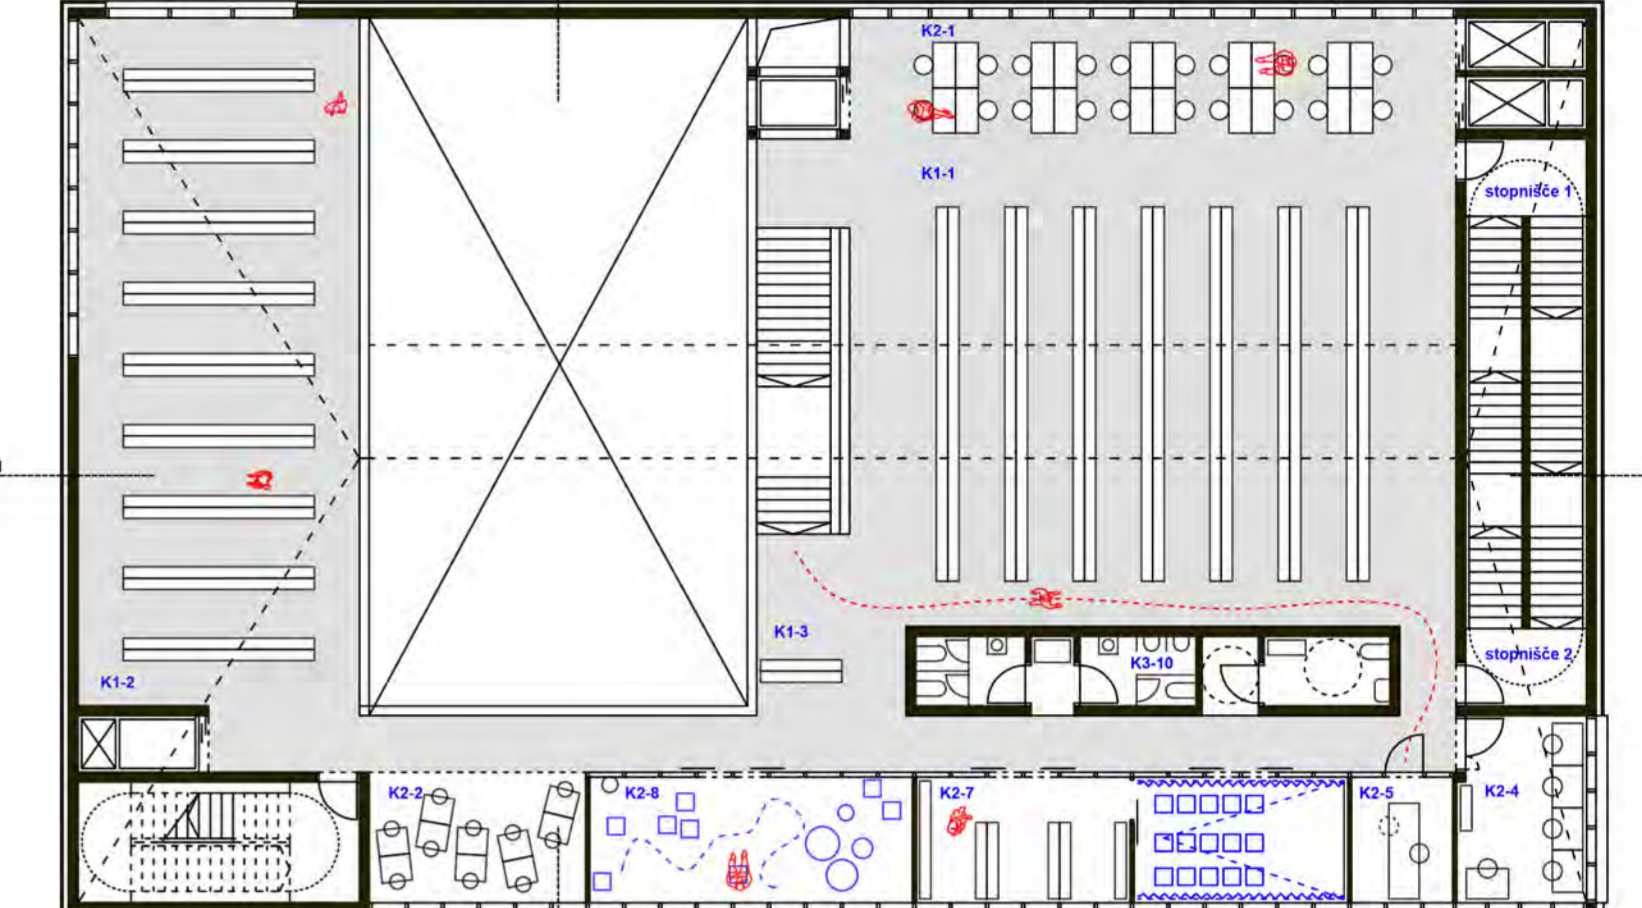 K2-1
K1-1
stopnišče 1
K1-3
K3-10
stopnišče 2
K1-2
K2-2
K2-8
K2-7
K2-5
K2-4